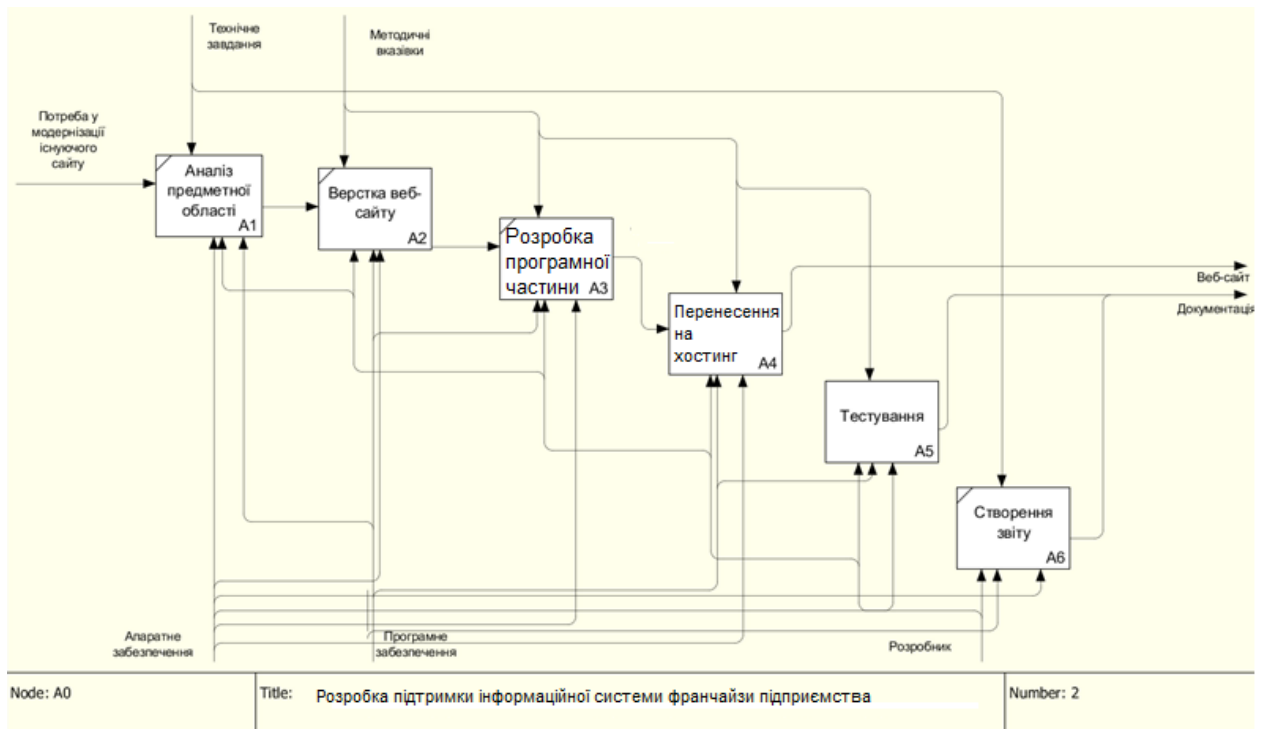 Технічне
завдання
Методичні
вказівки
Потреба у
модернізації
існуючого
сайту
Аналіз
предметної
області
A1
Верстка веб-
сайту
A2
Розробка
програмної
частини A3
Перенесення
на
хостинг
A4
Веб-сайт
Документація
Тестування
A5
Створення
звіту
A6
Апаратне
забезпечення
Програмне
забезпечення
Розробник
Node: A0
Title: Розробка підтримки інформаційної системи франчайзи підприємства
Number: 2